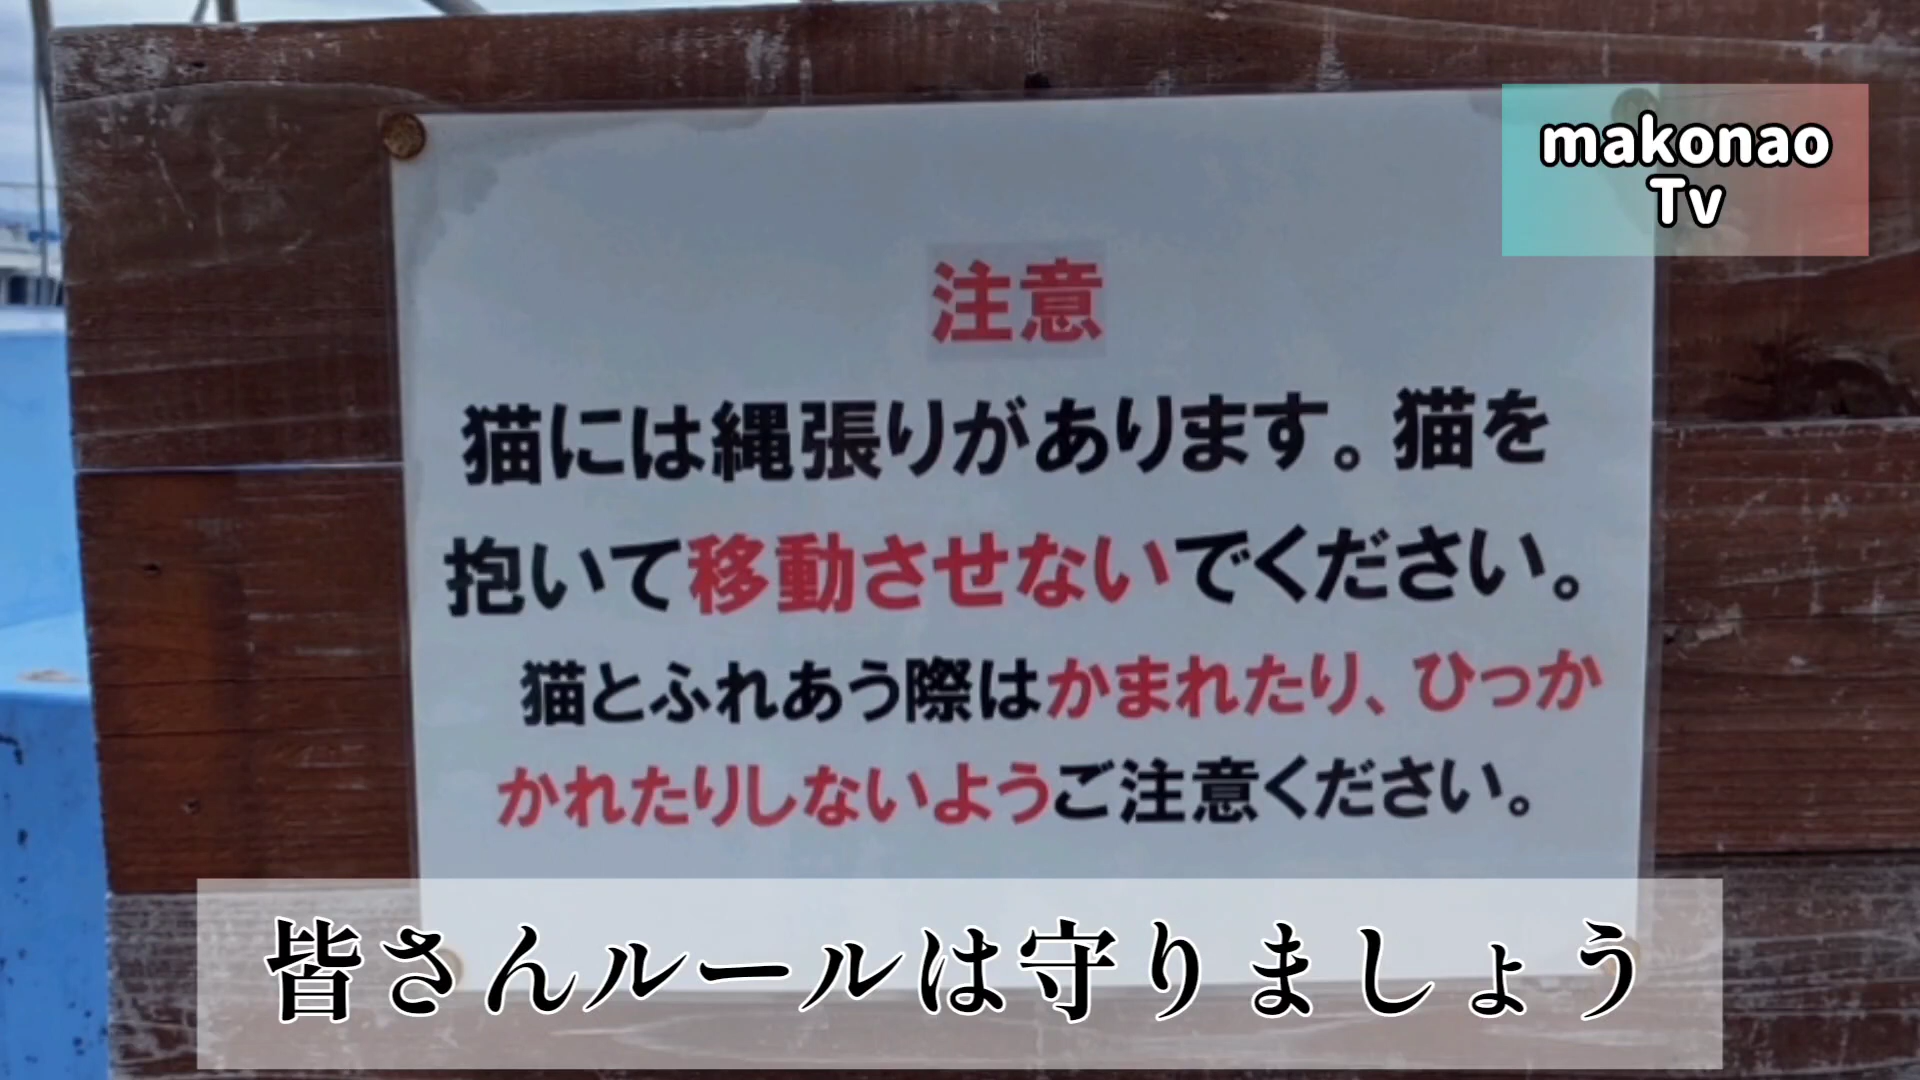 makonao
Tv
注意
猫には縄張りがあります。猫を
抱いて移動させないでください。
猫とふれあう際はかまれたり、ひっか
かれたりしないようご注意ください。
皆さんルールは守りましょう